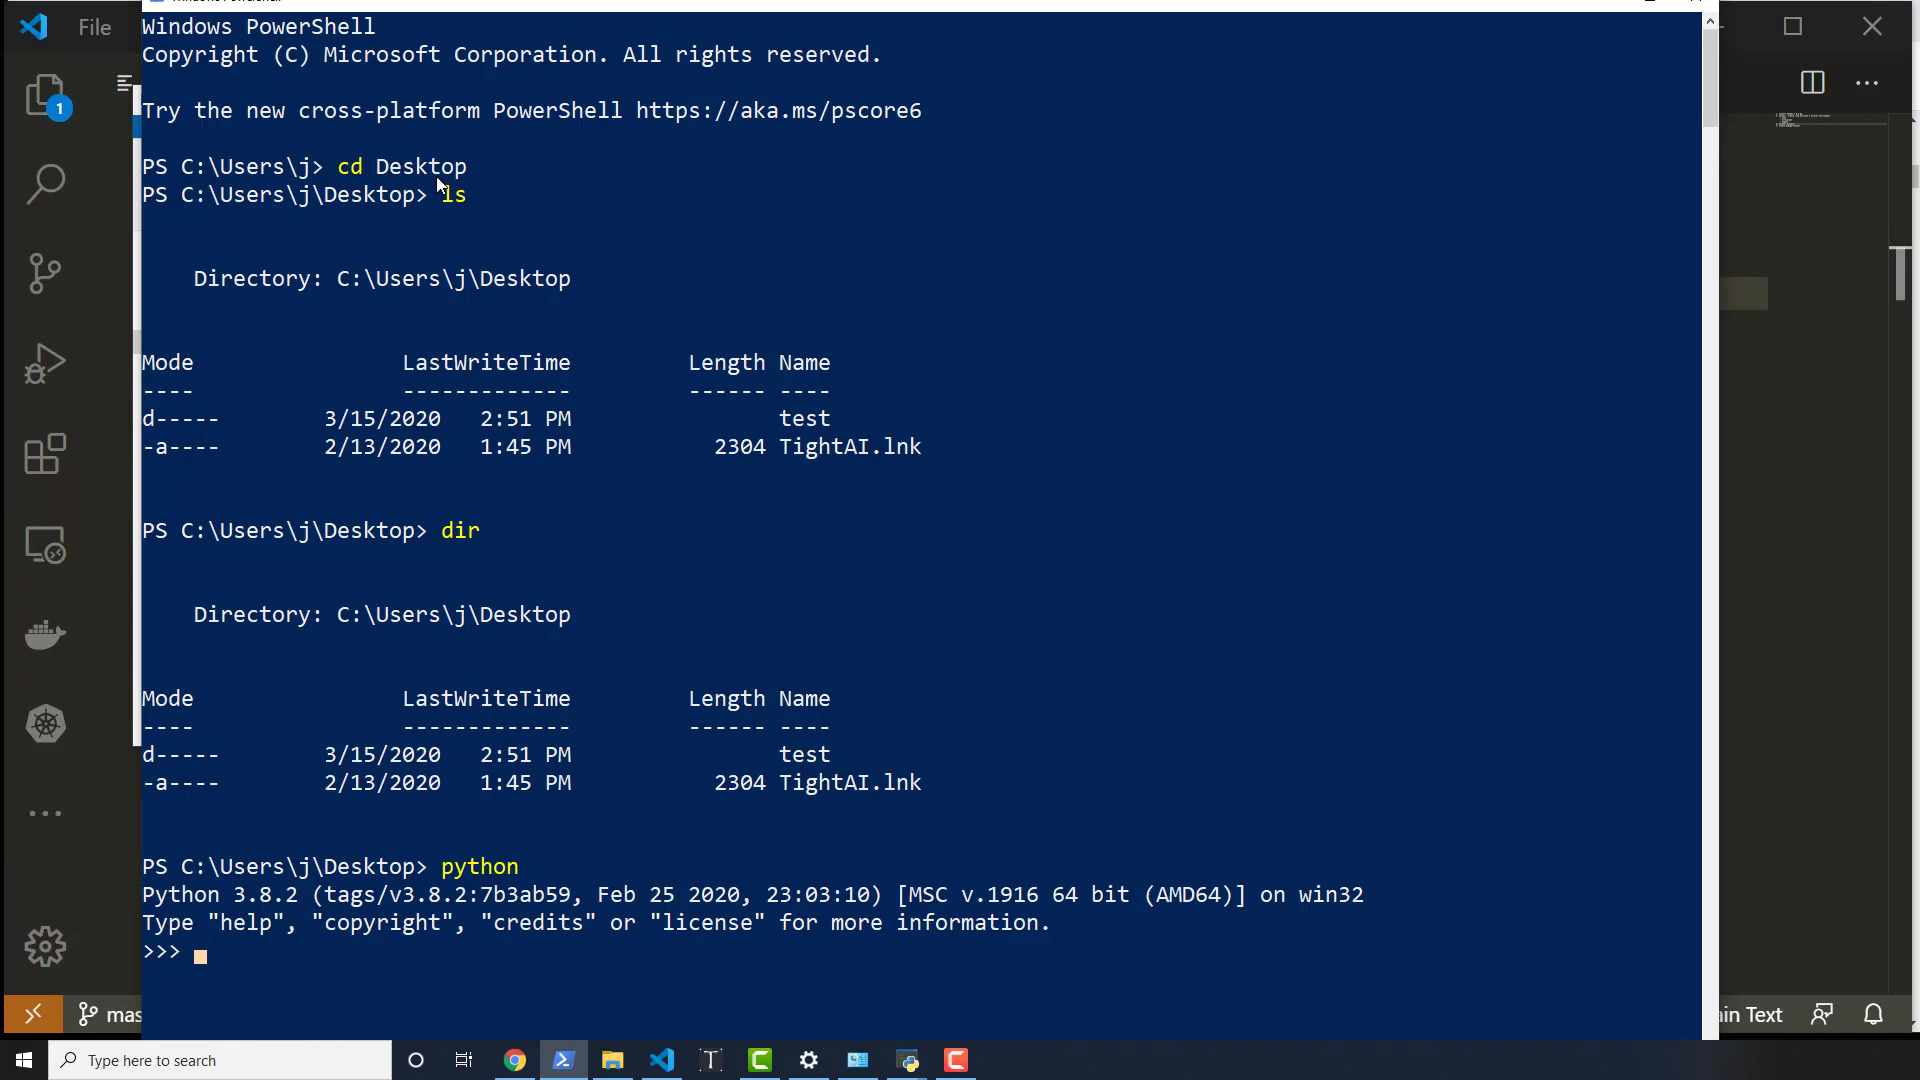 File
1
Windows PowerShell
Copyright (C) Microsoft Corporation. All rights reserved.
Try the new cross-platform PowerShell https://aka.ms/pscore6
PS C:\Users\j> cd Desktop
PS C:\Users\j\Desktop> ls
Directory: C:\Users\j\Desktop
Mode                LastWriteTime         Length Name
----                -------------         ------ ----
d-----        3/15/2020   2:51 PM                test
-a----        2/13/2020   1:45 PM           2304 TightAI.lnk
PS C:\Users\j\Desktop> dir
Directory: C:\Users\j\Desktop
Mode                LastWriteTime         Length Name
----                -------------         ------ ----
d-----        3/15/2020   2:51 PM                test
-a----        2/13/2020   1:45 PM           2304 TightAI.lnk
PS C:\Users\j\Desktop> python
Python 3.8.2 (tags/v3.8.2:7b3ab59, Feb 25 2020, 23:03:10) [MSC v.1916 64 bit (AMD64)] on win32
Type "help", "copyright", "credits" or "license" for more information.
>>>
mas
ain Text
Type here to search